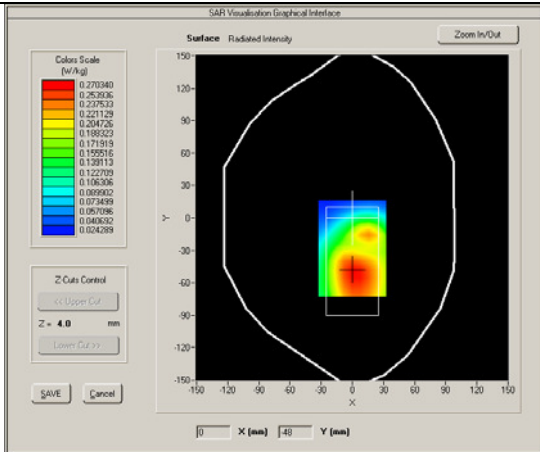 SAR Visualisation Graphical Interface
Surface Radiated Intensity
Zoom In/Out
Colors Scale
(W/kg)
0.270340
0.253936
0.237533
0.221129
0.204726
0.188323
0.171919
0.155516
0.139113
0.122709
0.106306
0.089902
0.073499
0.057096
0.040692
0.024289
Z-Cuts Control
<< Upper Cut
Z = 4.0 mm
Lower Cut >>
SAVE Cancel
150
120
90
60
30
Y 0
-30
-60
-90
-120
-150
-150 -120 -90 -60 -30 0 30 60 90 120 150
X
0 X (mm) -48 Y (mm)